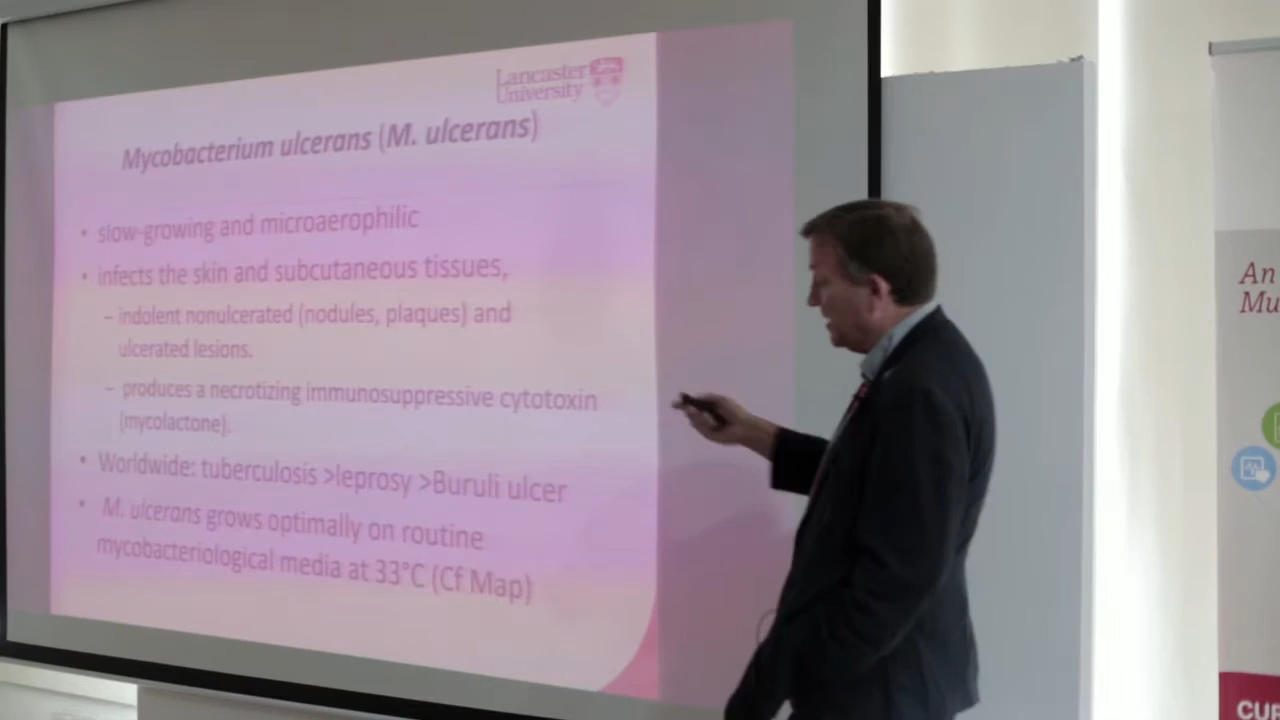 Lancaster
University
Mycobacterium ulcerans (M. ulcerans)
• slow-growing and microaerophilic
• infects the skin and subcutaneous tissues,
– indolent nonulcerated (nodules, plaques) and
ulcerated lesions.
– produces a necrotizing immunosuppressive cytotoxin
(mycolactone).
• Worldwide: tuberculosis >leprosy >Buruli ulcer
• M. ulcerans grows optimally on routine
mycobacteriological media at 33°C (Cf Map)
An
Mu
CUP